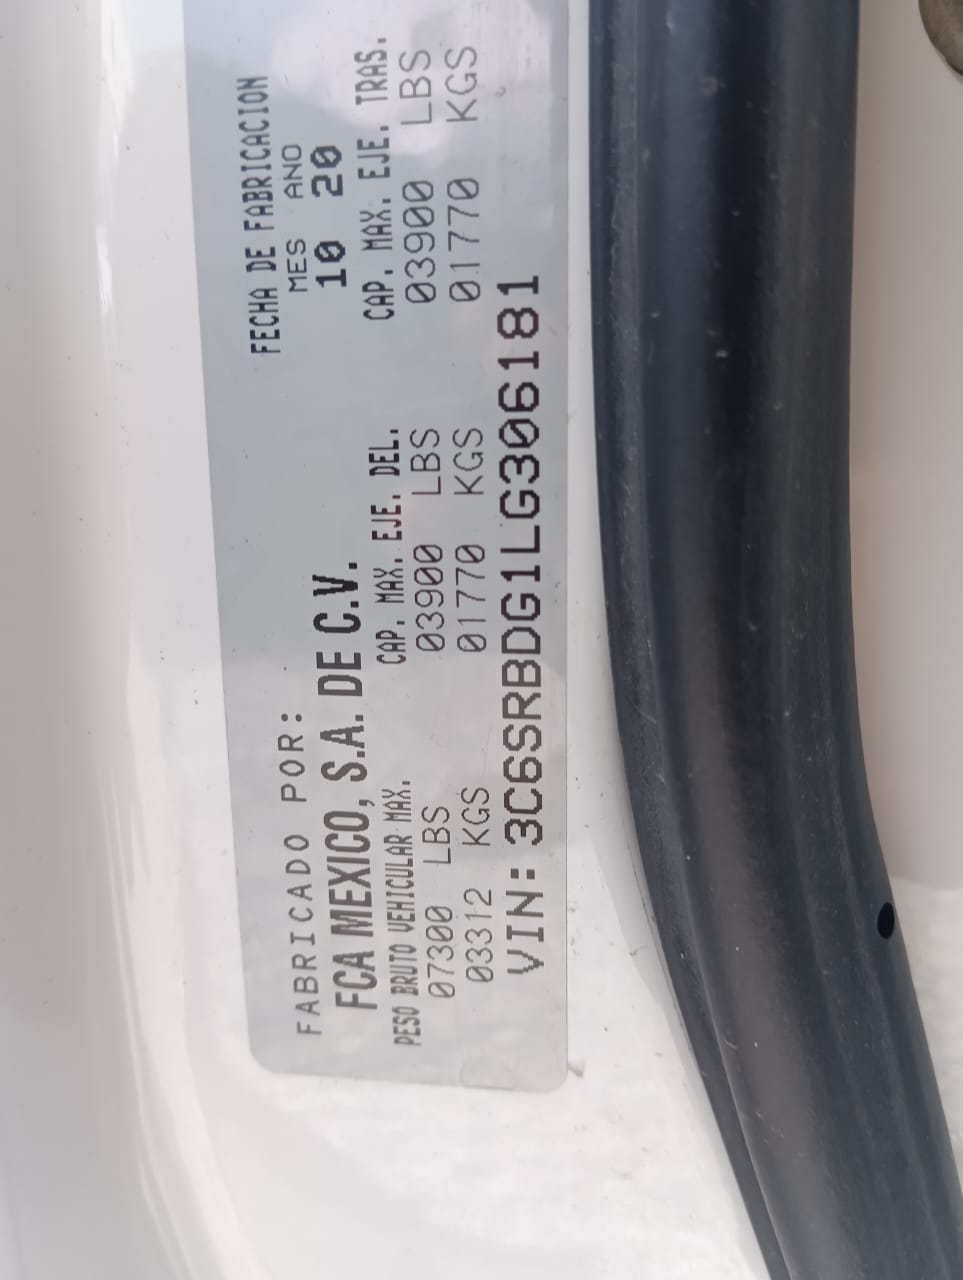 FECHA DE FABRICACION
MES ANO
10 20
FABRICADO POR:
FCA MEXICO, S.A. DE C.V.
PESO BRUTO VEHICULAR MAX. CAP. MAX. EJE. DEL. CAP. MAX. EJE. TRAS.
07300 LBS 03900 LBS 03900 LBS
03312 KGS 01770 KGS 01770 KGS
VIN: 3C6SRBDG1LG306181